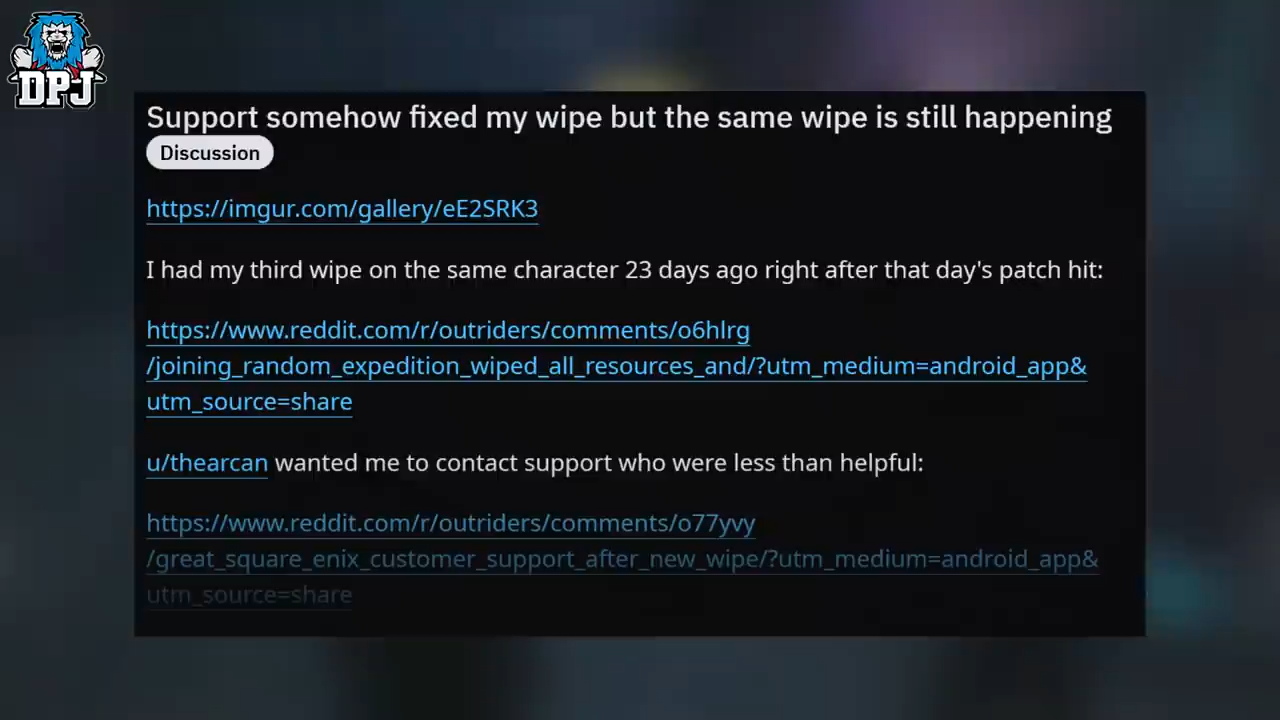 DPJ
Support somehow fixed my wipe but the same wipe is still happening
Discussion
https://imgur.com/gallery/eE2SRK3
I had my third wipe on the same character 23 days ago right after that day's patch hit:
https://www.reddit.com/r/outriders/comments/o6hlrg
/joining_random_expedition_wiped_all_resources_and/?utm_medium=android_app&
utm_source=share
u/thearcan wanted me to contact support who were less than helpful:
https://www.reddit.com/r/outriders/comments/o77yvy
/great_square_enix_customer_support_after_new_wipe/?utm_medium=android_app&
utm_source=share